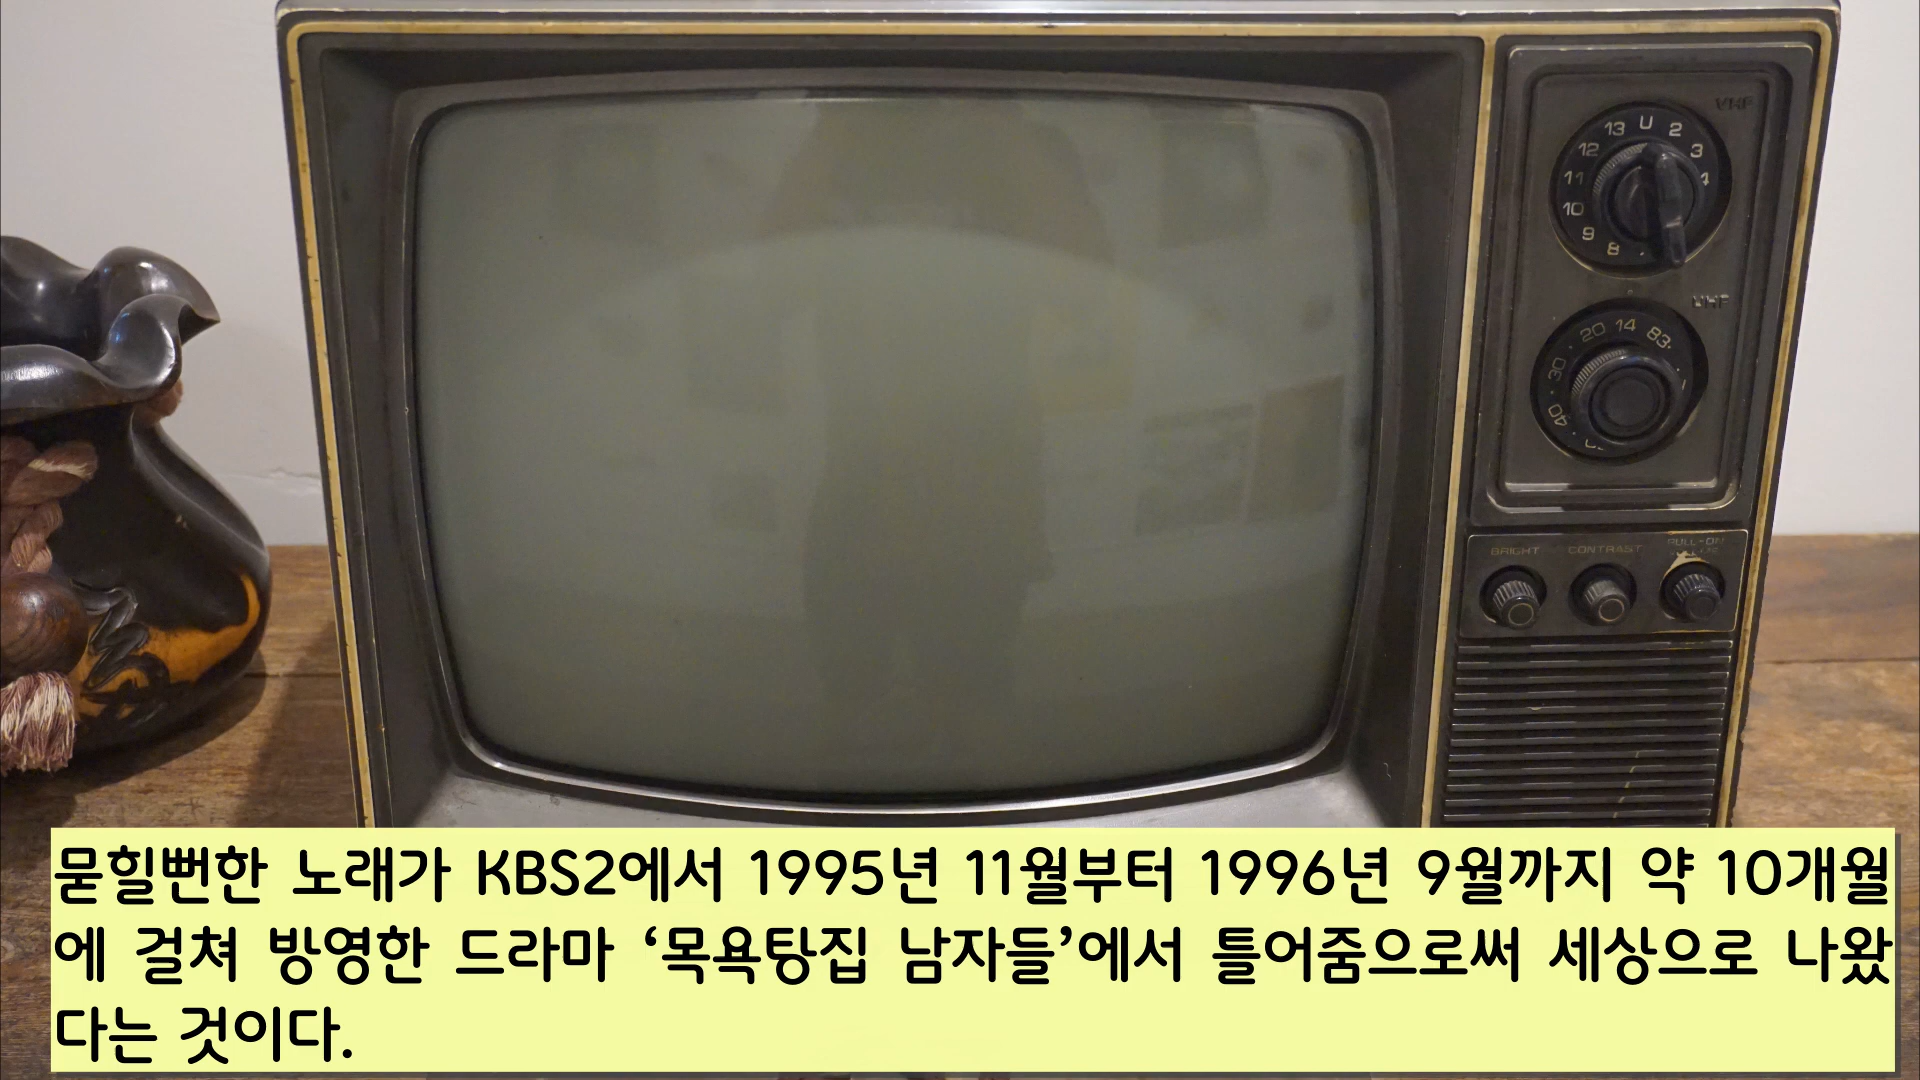 VHF
13 U 2
12 3
11 4
10
9
8
UHF
20 14 83
30
40
BRIGHT CONTRAST PULL-ON
묻힐뻔한 노래가 KBS2에서 1995년 11월부터 1996년 9월까지 약 10개월
에 걸쳐 방영한 드라마 ‘목욕탕집 남자들’에서 틀어줌으로써 세상으로 나왔
다는 것이다.